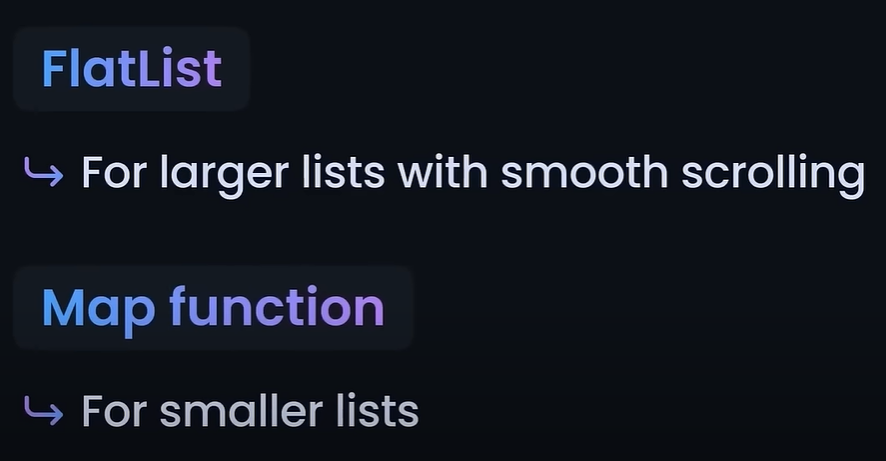 FlatList
For larger lists with smooth scrolling
Map function
For smaller lists